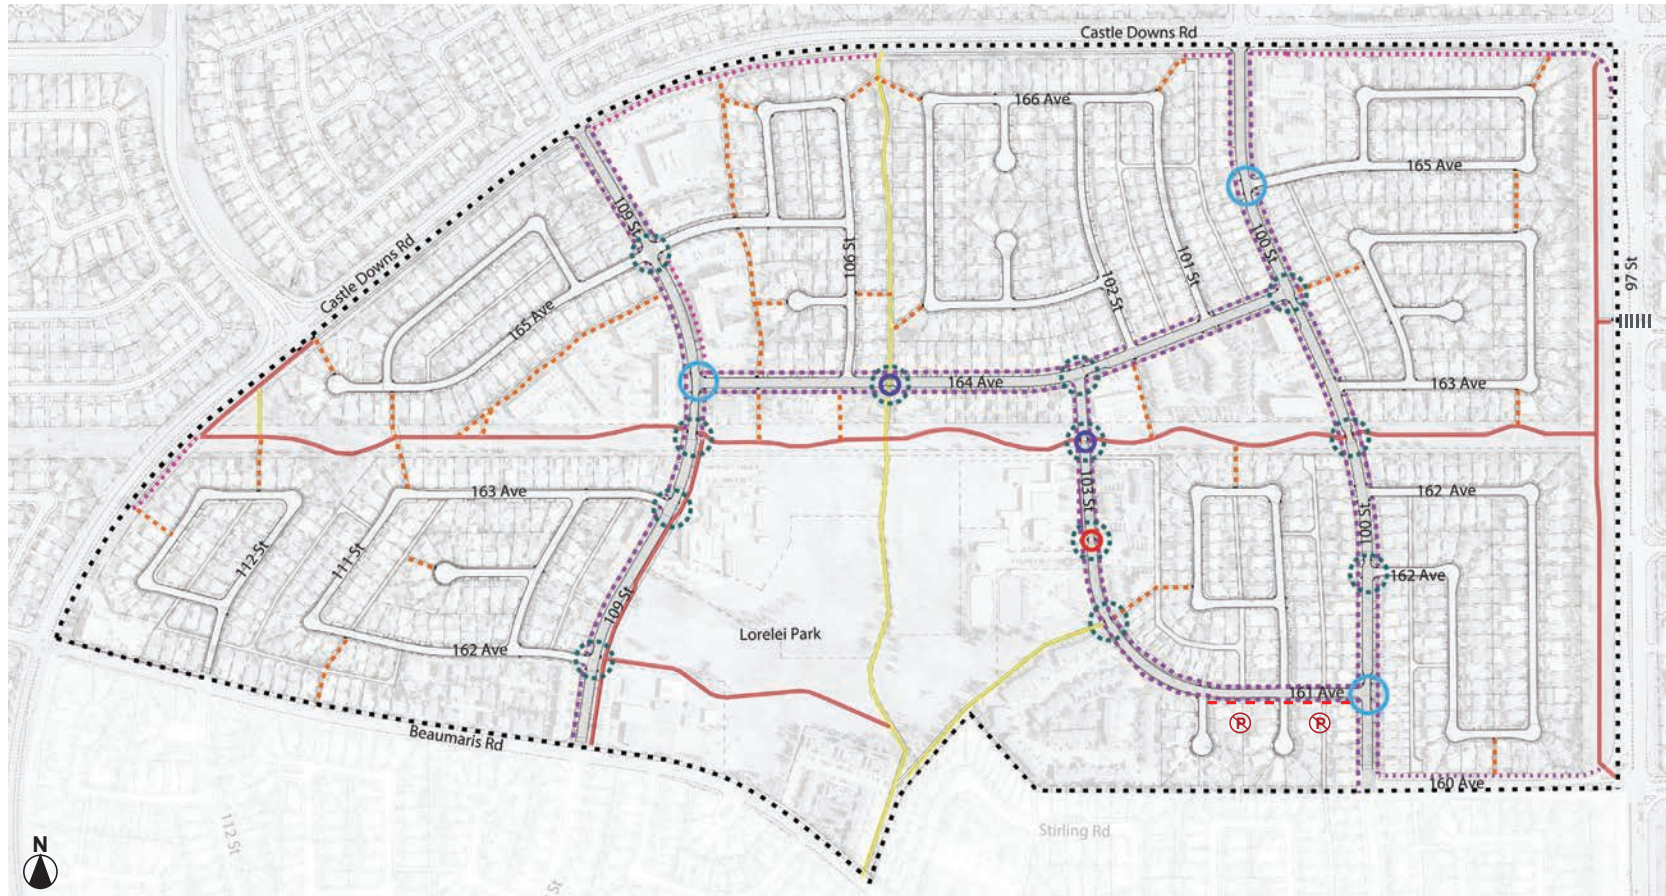 Castle Downs Rd
166 Ave
165 Ave
109 St
100 St
101 St
106 St
Castle Downs Rd
97 St
102 St
165 Ave
164 Ave
163 Ave
163 Ave
162 Ave
103 St
100 St
112 St
111 St
162 Ave
109 St
Lorelei Park
162 Ave
161 Ave
P
P
Beaumaris Rd
160 Ave
Stirling Rd
112 St
St
N